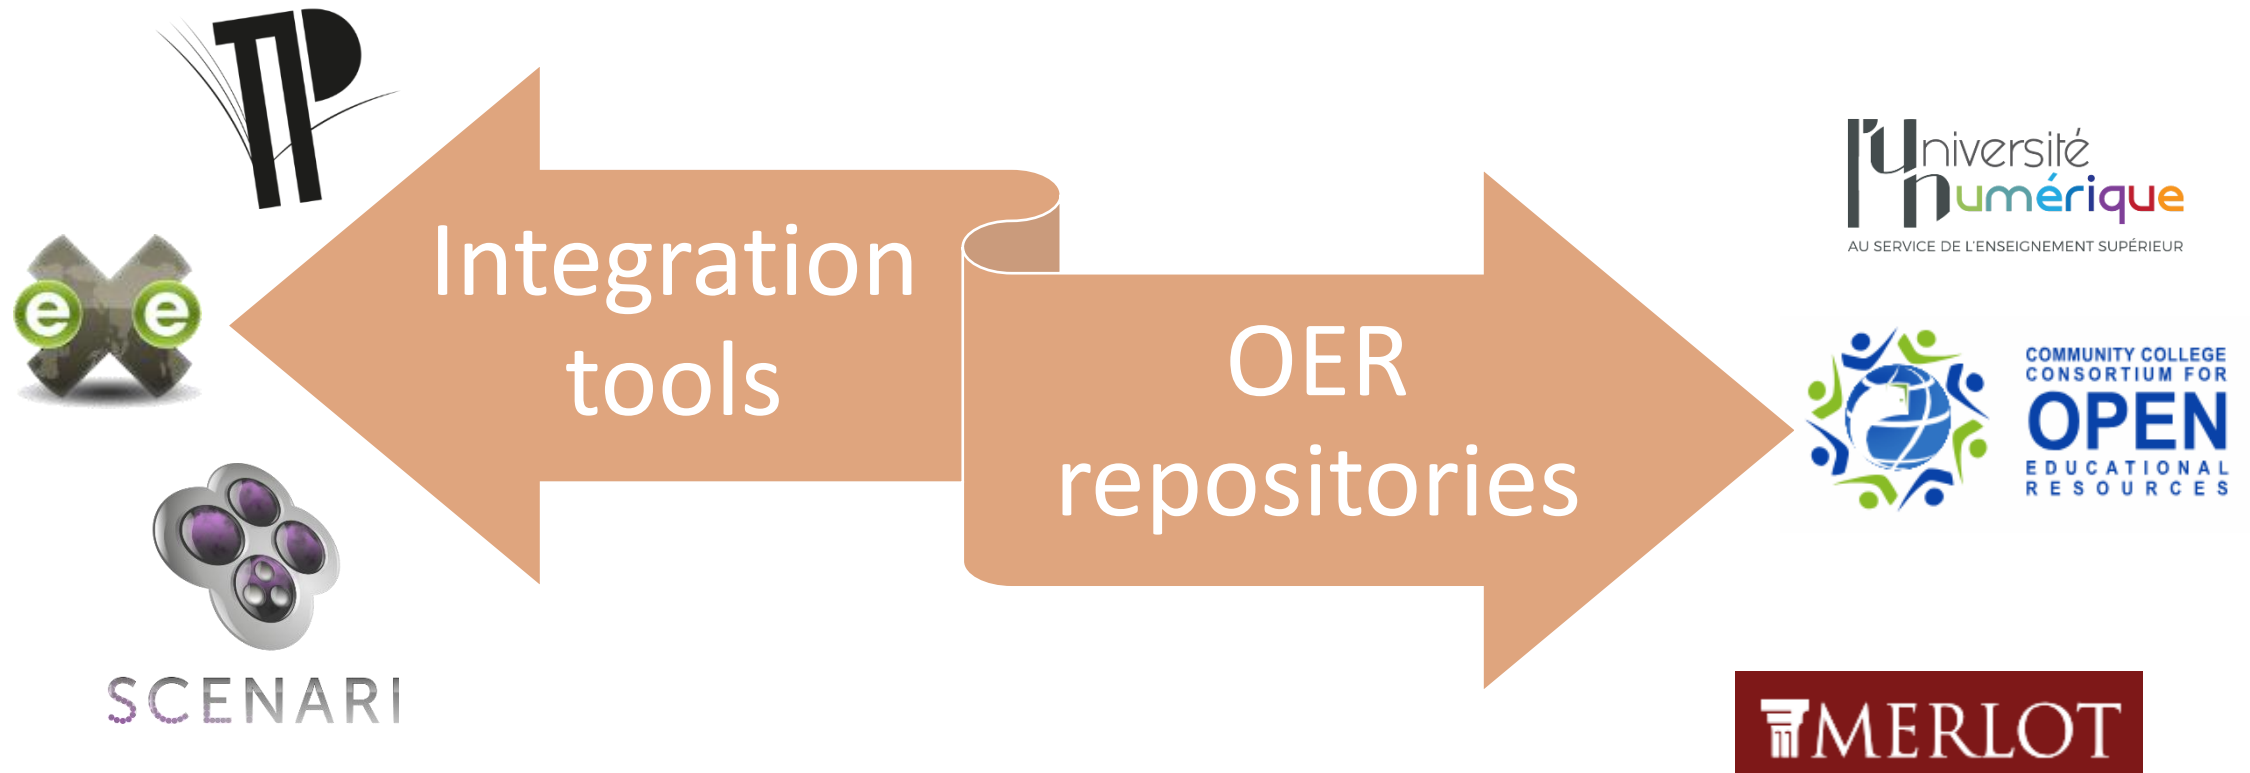 Integration
tools
OER
repositories
e e
SCENARI
l'Université
numérique
AU SERVICE DE L'ENSEIGNEMENT SUPÉRIEUR
COMMUNITY COLLEGE
CONSORTIUM FOR
OPEN
EDUCATIONAL
RESOURCES
MERLOT